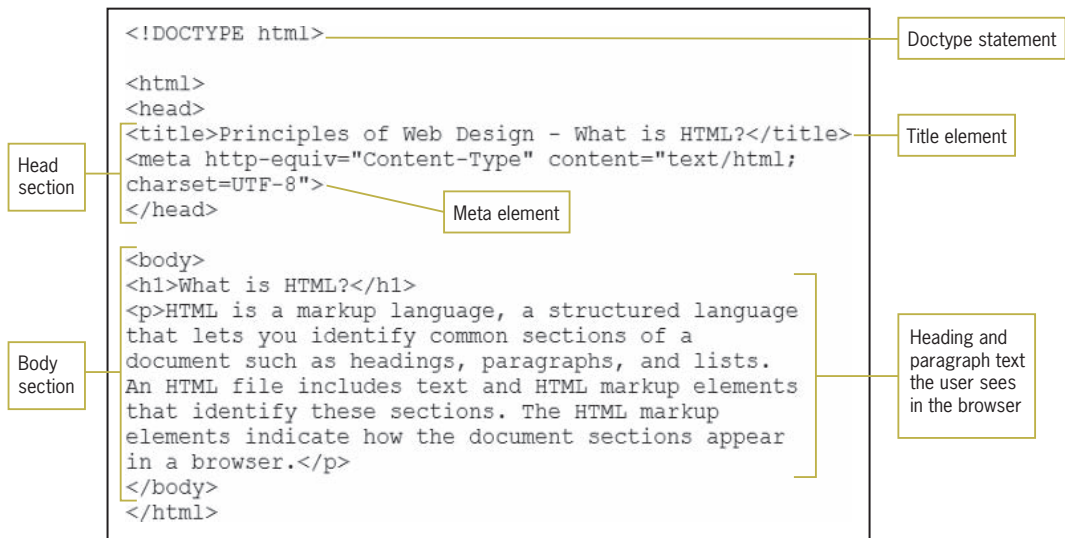 <!DOCTYPE html>
Doctype statement
<html>
<head>
<title>Principles of Web Design - What is HTML?</title>
Title element
<meta http-equiv="Content-Type" content="text/html;
charset=UTF-8">
</head>
Head
section
Meta element
<body>
<h1>What is HTML?</h1>
<p>HTML is a markup language, a structured language
that lets you identify common sections of a
document such as headings, paragraphs, and lists.
An HTML file includes text and HTML markup elements
that identify these sections. The HTML markup
elements indicate how the document sections appear
in a browser.</p>
</body>
</html>
Body
section
Heading and
paragraph text
the user sees
in the browser